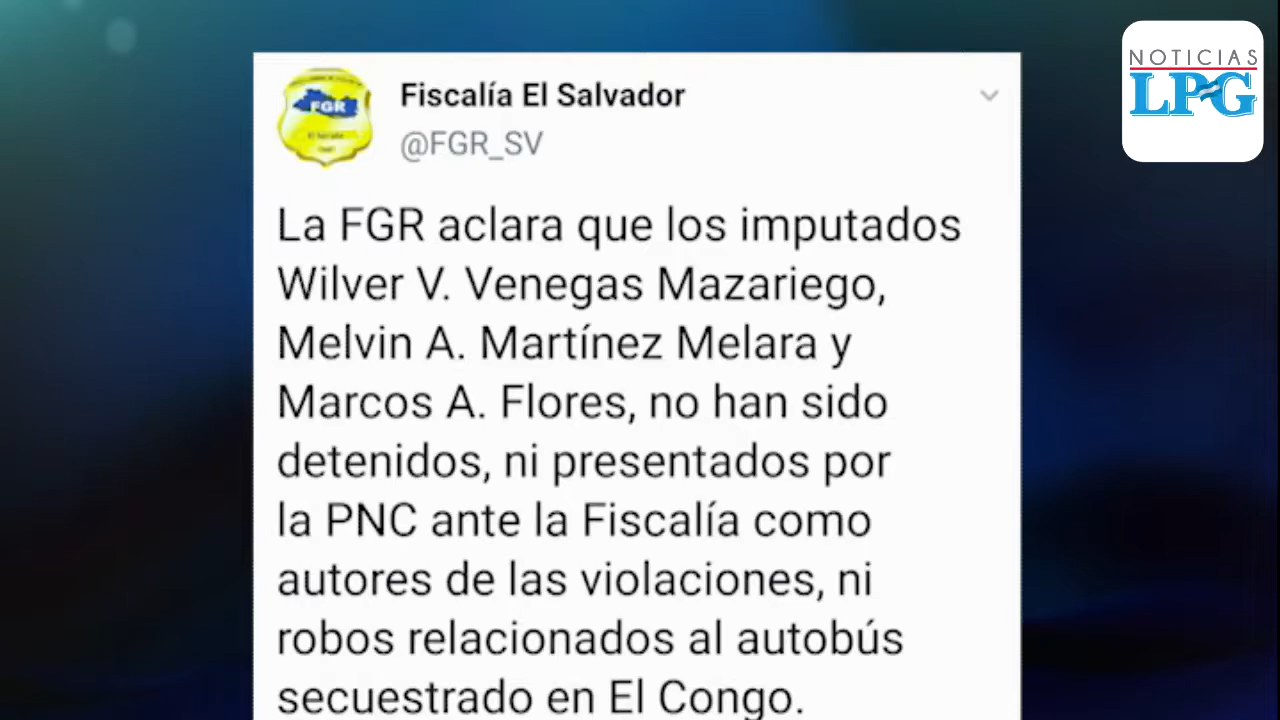 NOTICIAS
LPG
FGR
Fiscalía El Salvador
@FGR_SV
La FGR aclara que los imputados
Wilver V. Venegas Mazariego,
Melvin A. Martínez Melara y
Marcos A. Flores, no han sido
detenidos, ni presentados por
la PNC ante la Fiscalía como
autores de las violaciones, ni
robos relacionados al autobús
secuestrado en El Congo.